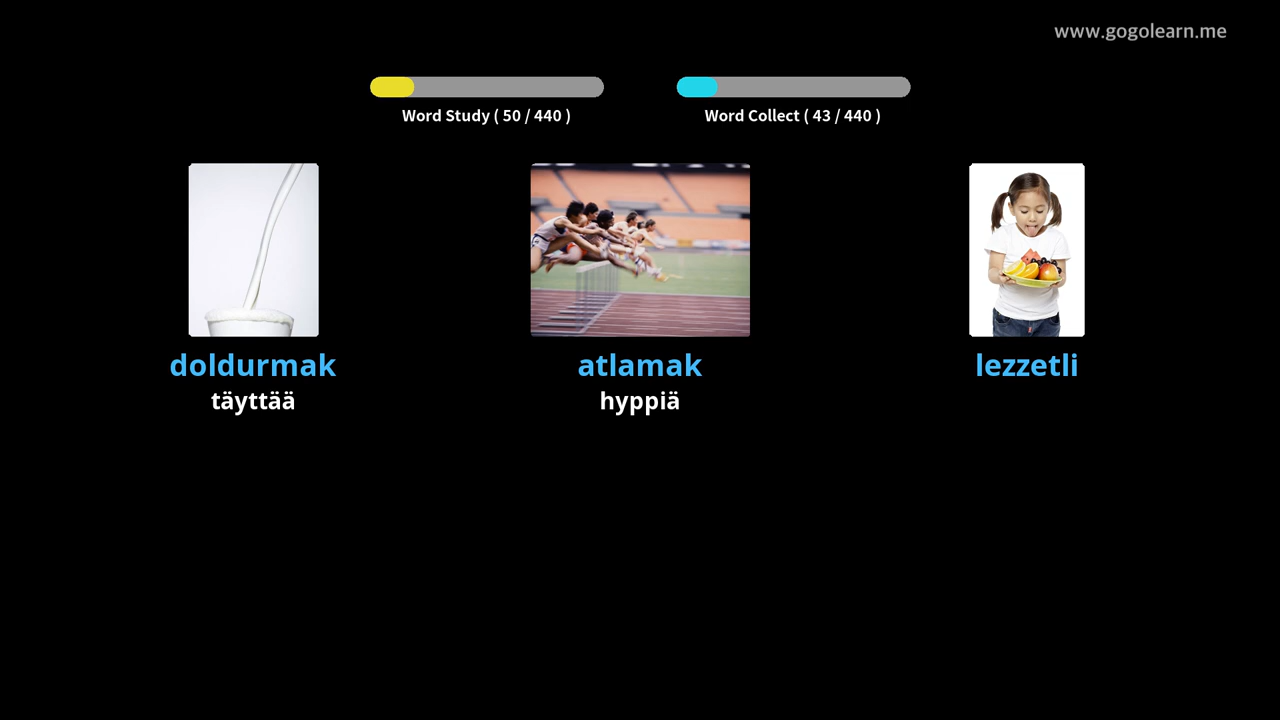 www.gogolearn.me
Word Study ( 50 / 440 )
Word Collect ( 43 / 440 )
doldurmak
täyttää
atlamak
hyppiä
lezzetli